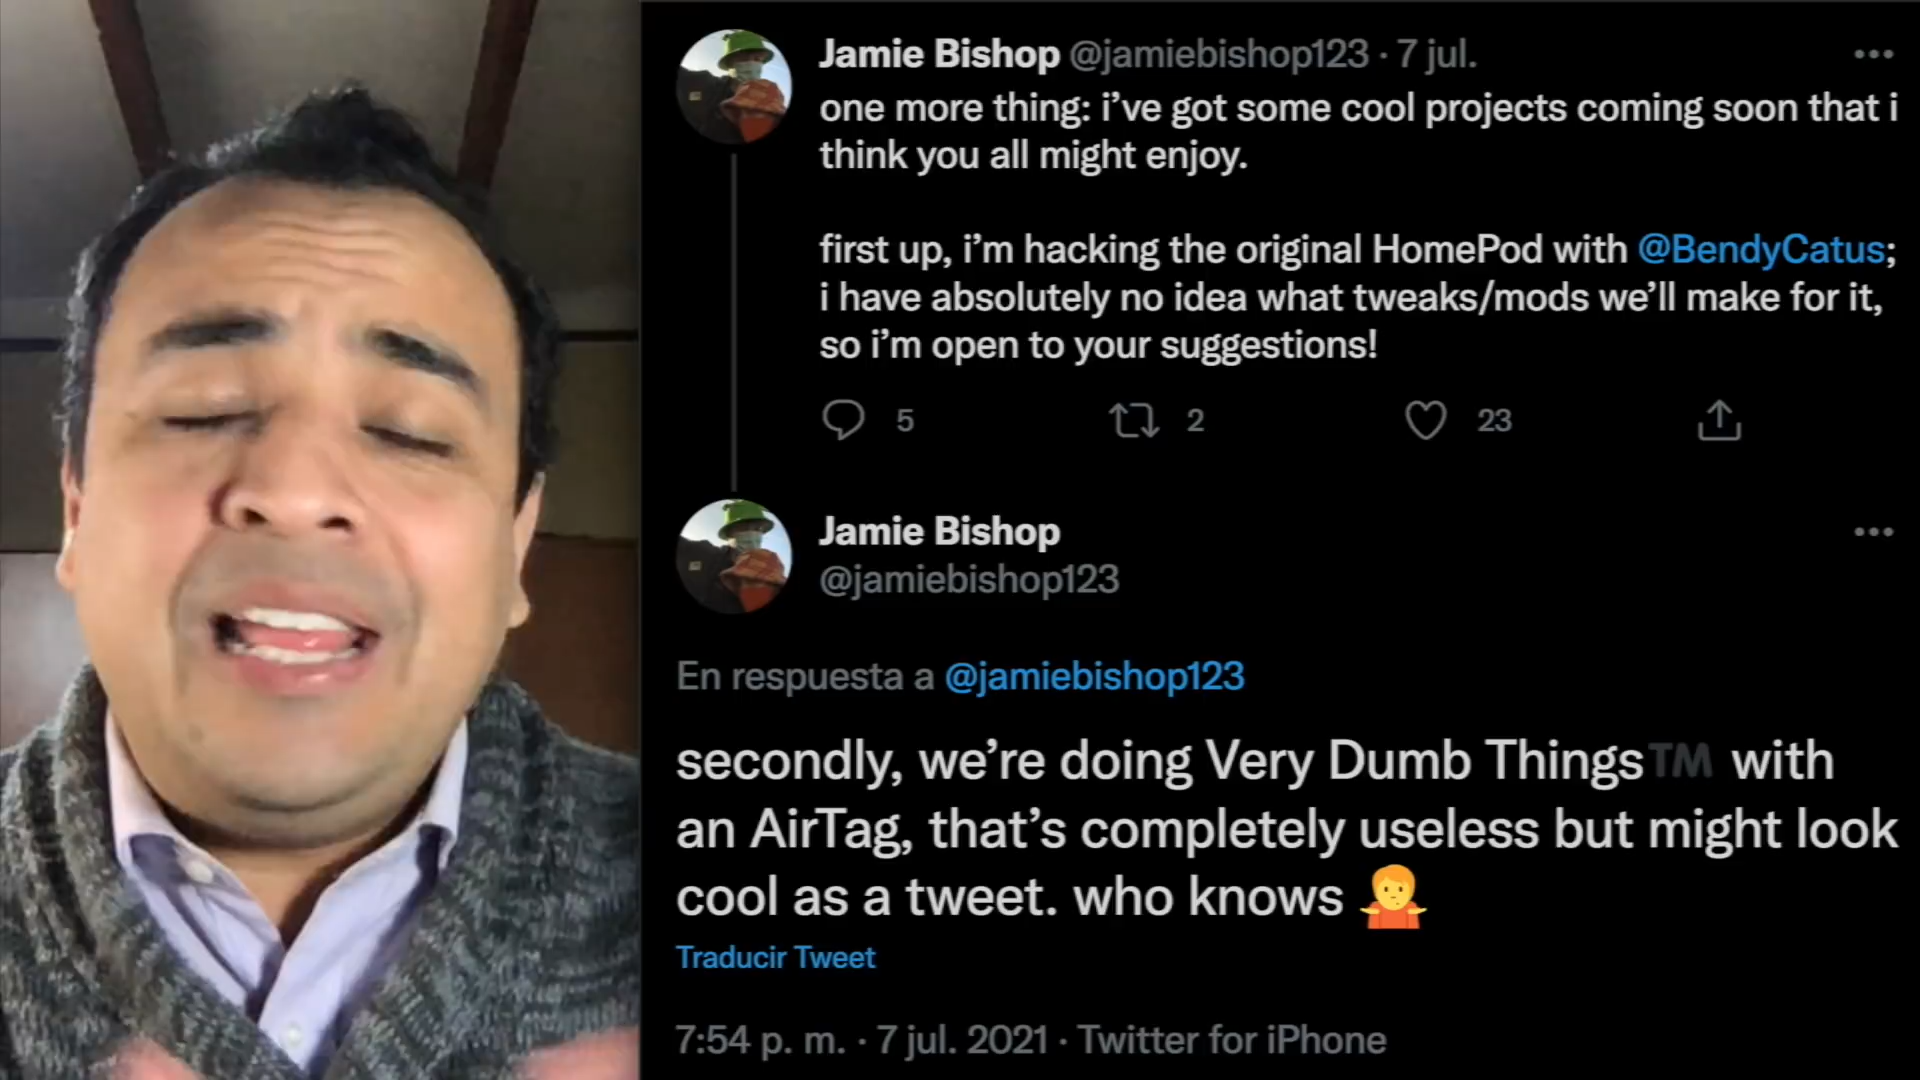 Jamie Bishop @jamiebishop123 · 7 jul.
one more thing: i’ve got some cool projects coming soon that i
think you all might enjoy.
first up, i’m hacking the original HomePod with @BendyCatus;
i have absolutely no idea what tweaks/mods we’ll make for it,
so i’m open to your suggestions!
5 2 23
Jamie Bishop
@jamiebishop123
En respuesta a @jamiebishop123
secondly, we’re doing Very Dumb Things™️ with
an AirTag, that’s completely useless but might look
cool as a tweet. who knows 🤷
Traducir Tweet
7:54 p. m. · 7 jul. 2021 · Twitter for iPhone